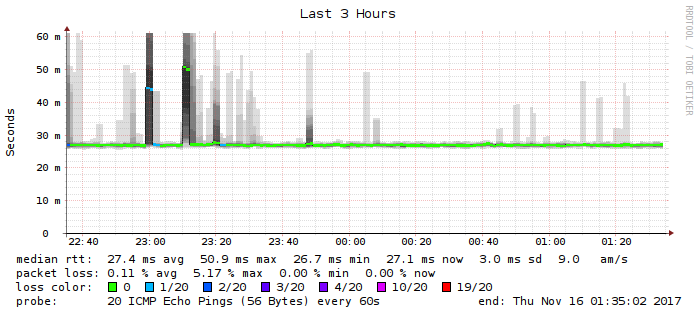 Last 3 Hours
RRDTOOL / TOBI OETIKER
Seconds
60 m
50 m
40 m
30 m
20 m
10 m
0
22:40 23:00 23:20 23:40 00:00 00:20 00:40 01:00 01:20
median rtt: 27.4 ms avg 50.9 ms max 26.7 ms min 27.1 ms now 3.0 ms sd 9.0 am/s
packet loss: 0.11 % avg 5.17 % max 0.00 % min 0.00 % now
loss color: 0 1/20 2/20 3/20 4/20 10/20 19/20
probe: 20 ICMP Echo Pings (56 Bytes) every 60s end: Thu Nov 16 01:35:02 2017